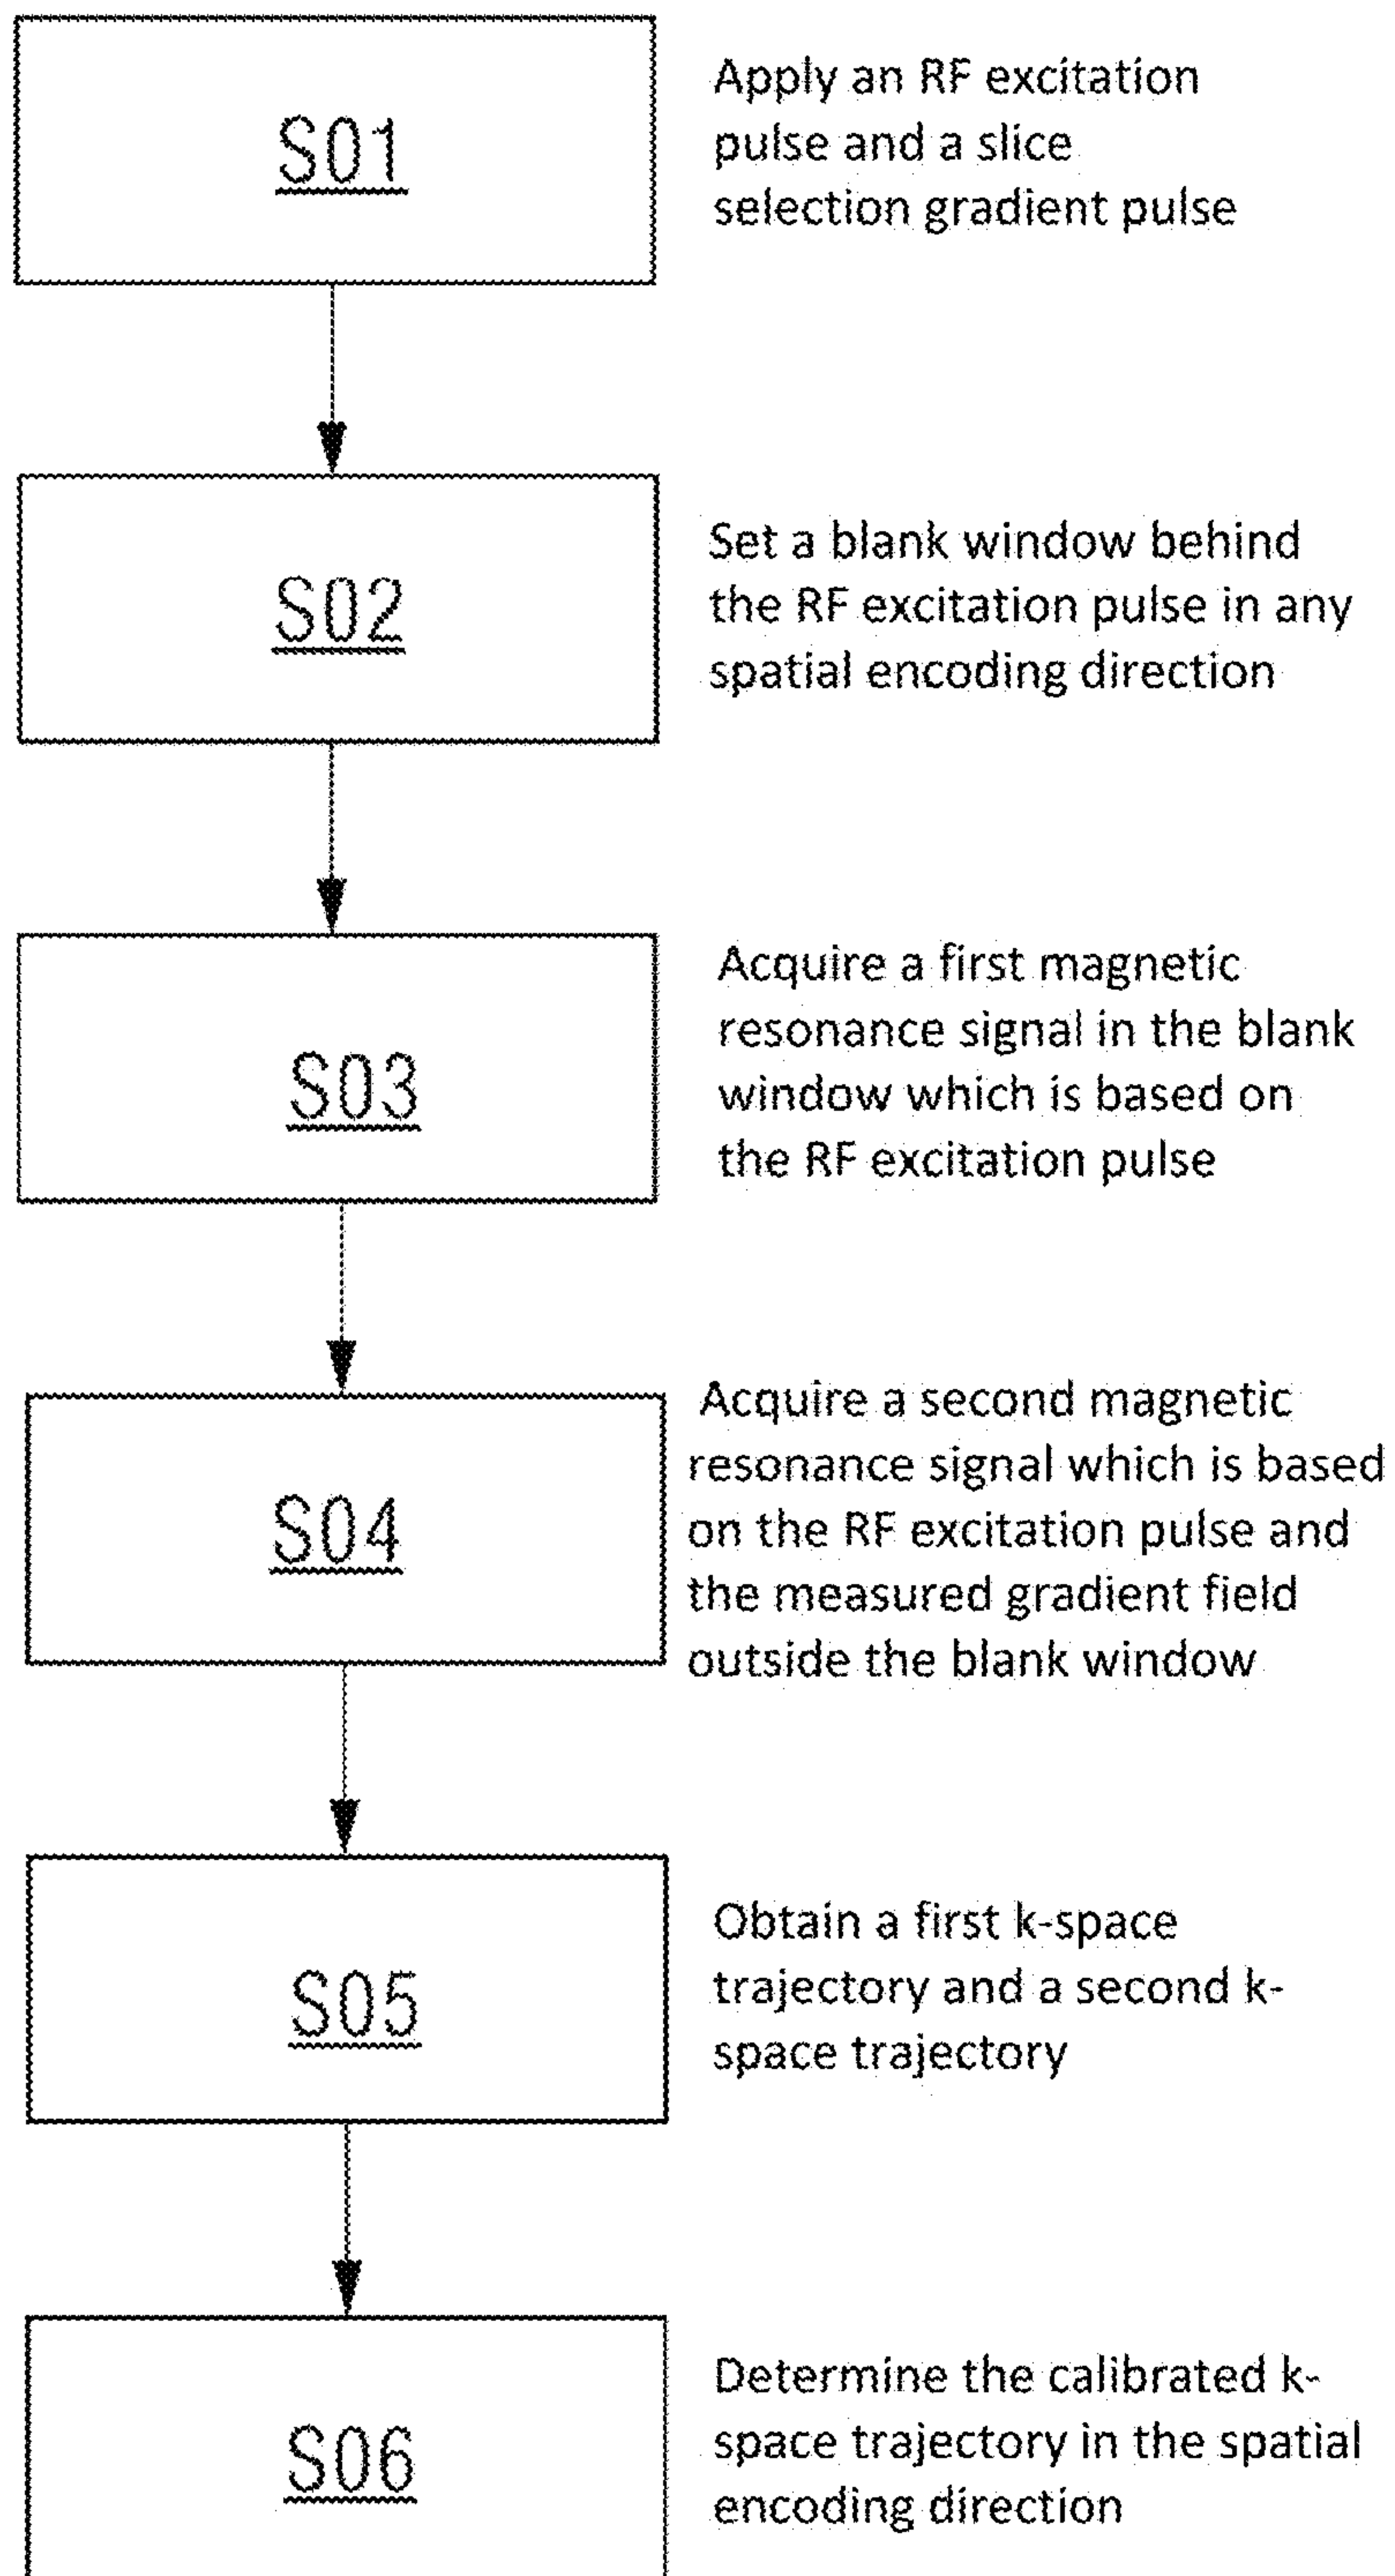 S01
Apply an RF excitation
pulse and a slice
selection gradient pulse
S02
Set a blank window behind
the RF excitation pulse in any
spatial encoding direction
S03
Acquire a first magnetic
resonance signal in the blank
window which is based on
the RF excitation pulse
S04
Acquire a second magnetic
resonance signal which is based
on the RF excitation pulse and
the measured gradient field
outside the blank window
S05
Obtain a first k-space
trajectory and a second k-
space trajectory
S06
Determine the calibrated k-
space trajectory in the spatial
encoding direction